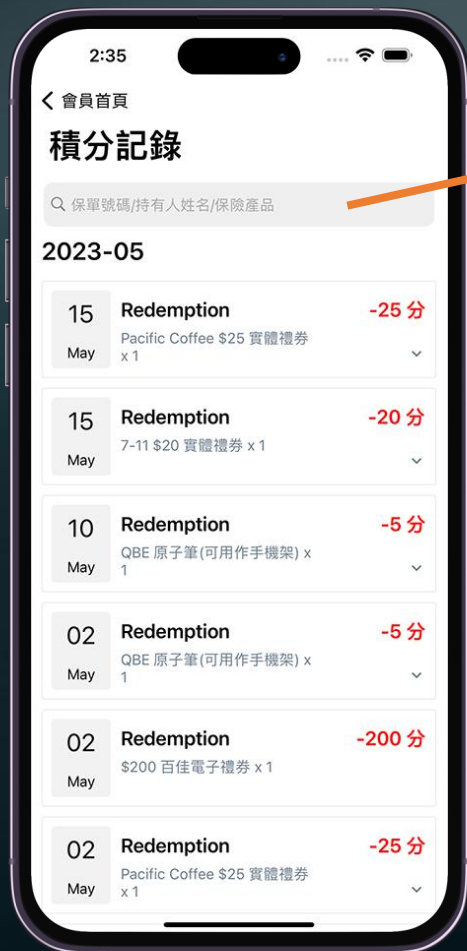 2:35
會員首頁
積分記錄
保單號碼/持有人姓名/保險產品
2023-05
15 Redemption -25 分
May Pacific Coffee $25 實體禮券
x 1
15 Redemption -20 分
May 7-11 $20 實體禮券 x 1
10 Redemption -5 分
May QBE 原子筆(可用作手機架) x
1
02 Redemption -5 分
May QBE 原子筆(可用作手機架) x
1
02 Redemption -200 分
May $200 百佳電子禮券 x 1
02 Redemption -25 分
May Pacific Coffee $25 實體禮券
x 1